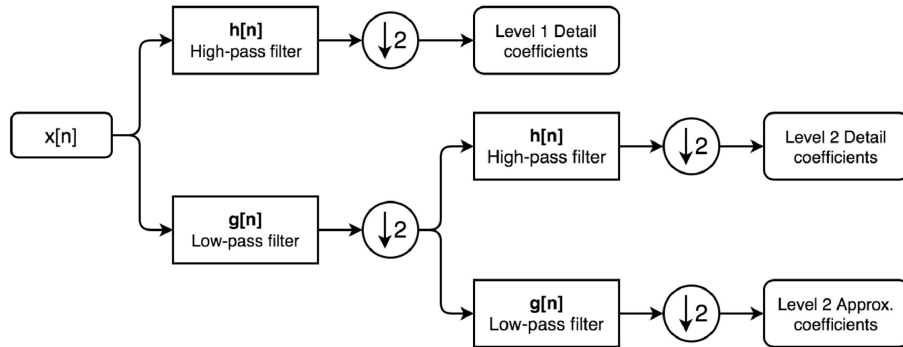 h[n]
High-pass filter
↓2
Level 1 Detail
coefficients
x[n]
h[n]
High-pass filter
↓2
Level 2 Detail
coefficients
g[n]
Low-pass filter
↓2
g[n]
Low-pass filter
↓2
Level 2 Approx.
coefficients